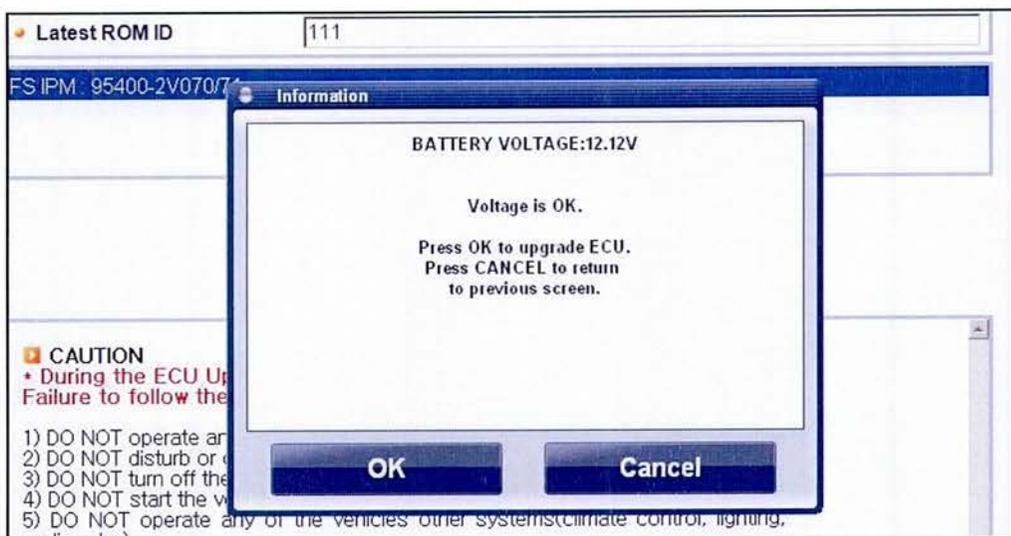 Latest ROM ID
111
FS IPM : 95400-2V070/7
Information
BATTERY VOLTAGE:12.12V
Voltage is OK.
Press OK to upgrade ECU.
Press CANCEL to return
to previous screen.
OK
Cancel
CAUTION
• During the ECU
Failure to follow the
1) DO NOT operate
2) DO NOT disturb or
3) DO NOT turn off the
4) DO NOT start the
5) DO NOT operate any of the vehicles other systems(climate control, lighting,